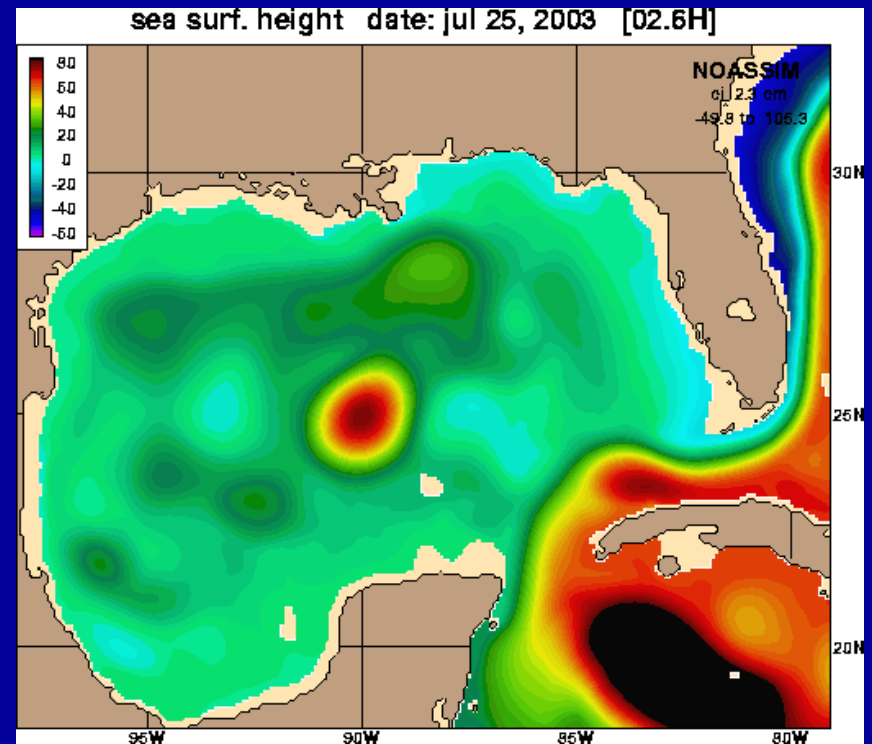 sea surf. height date: jul 25, 2003 [02.6H]
80
60
40
20
0
-20
-40
-60
NOASSIM
ci 2.3 cm
-49.8 to 105.3
30N
25N
20N
95W
90W
85W
80W